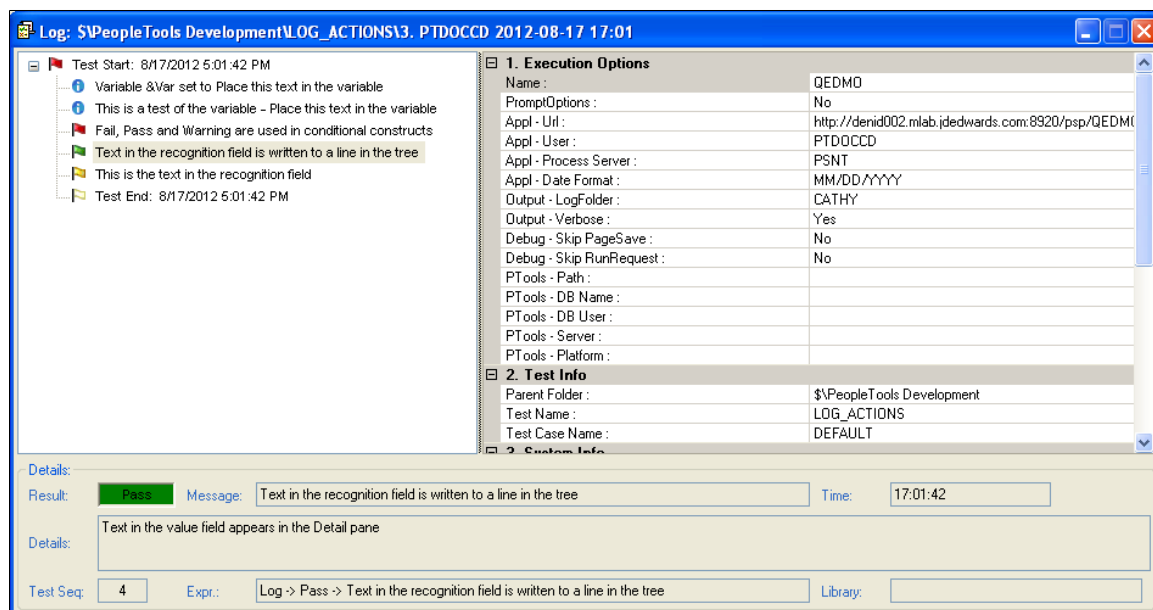 Log: $\PeopleTools Development\LOG_ACTIONS\3. PTDOCCD 2012-08-17 17:01
Test Start: 8/17/2012 5:01:42 PM
Variable &Var set to Place this text in the variable
This is a test of the variable - Place this text in the variable
Fail, Pass and Warning are used in conditional constructs
Text in the recognition field is written to a line in the tree
This is the text in the recognition field
Test End: 8/17/2012 5:01:42 PM
1. Execution Options
Name : QEDMO
PromptOptions : No
Appl - Url : http://denid002.mlab.jdedwards.com:8920/psp/QEDMO
Appl - User : PTDOCCD
Appl - Process Server : PSNT
Appl - Date Format : MM/DD/YYYY
Output - LogFolder : CATHY
Output - Verbose : Yes
Debug - Skip PageSave : No
Debug - Skip RunRequest : No
PTools - Path :
PTools - DB Name :
PTools - DB User :
PTools - Server :
PTools - Platform :
2. Test Info
Parent Folder : $\PeopleTools Development
Test Name : LOG_ACTIONS
Test Case Name : DEFAULT
3. System Info
Details:
Result: Pass Message: Text in the recognition field is written to a line in the tree Time: 17:01:42
Details: Text in the value field appears in the Detail pane
Test Seq: 4 Expr.: Log -> Pass -> Text in the recognition field is written to a line in the tree Library: